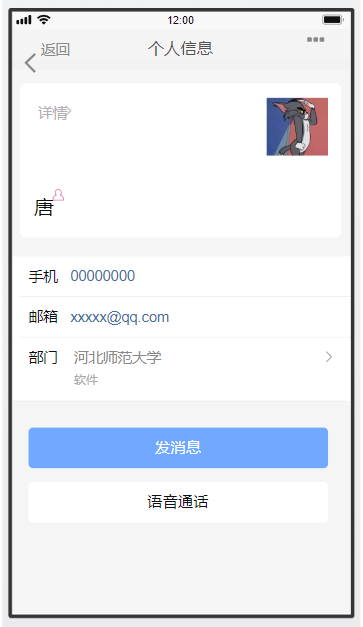 12:00
返回 个人信息
详情
唐
手机 00000000
邮箱 xxxxx@qq.com
部门 河北师范大学
软件
发消息
语音通话